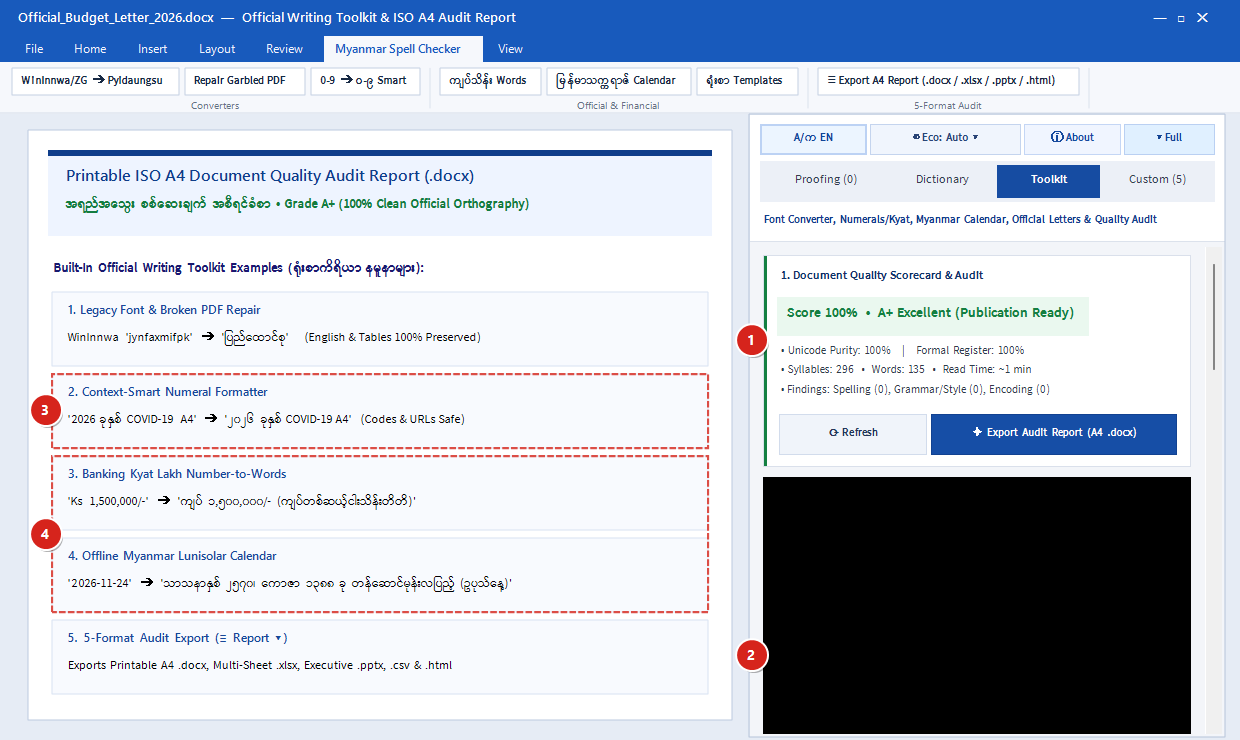 Official_Budget_Letter_2026.docx — Official Writing Toolkit & ISO A4 Audit Report
File Home Insert Layout Review Myanmar Spell Checker View
WinInnwa/ZG ➔ Pyidaungsu Repair Garbled PDF 0-9 ➔ ၀-၉ Smart ကျပ်သိန်း Words မြန်မာသက္ကရာဇ် Calendar ရုံးစာ Templates ☰ Export A4 Report (.docx / .xlsx / .pptx / .html)
Converters Official & Financial 5-Format Audit
Printable ISO A4 Document Quality Audit Report (.docx)
အရည်အသွေး စစ်ဆေးချက် အစီရင်ခံစာ • Grade A+ (100% Clean Official Orthography)
Built-In Official Writing Toolkit Examples (ရုံးစာကိရိယာ နမူနာများ):
1. Legacy Font & Broken PDF Repair
WinInnwa 'jynfaxmifpk' ➔ 'ပြည်ထောင်စု' (English & Tables 100% Preserved)
3
2. Context-Smart Numeral Formatter
'2026 ခုနှစ် COVID-19 A4' ➔ '၂၀၂၆ ခုနှစ် COVID-19 A4' (Codes & URLs Safe)
3. Banking Kyat Lakh Number-to-Words
'Ks 1,500,000/-' ➔ 'ကျပ် ၁,၅၀၀,၀၀၀/- (ကျပ်တစ်ဆယ့်ငါးသိန်းတိတိ)'
4
4. Offline Myanmar Lunisolar Calendar
'2026-11-24' ➔ 'သာသနာနှစ် ၂၅၇၀၊ ကောဇာ ၁၃၈၈ ခု တန်ဆောင်မုန်းလပြည့် (ဥပုသ်နေ့)'
5. 5-Format Audit Export (☰ Report ▾)
Exports Printable A4 .docx, Multi-Sheet .xlsx, Executive .pptx, .csv & .html
A/က EN Eco: Auto ▾ ⓘ About ▾ Full
Proofing (0) Dictionary Toolkit Custom (5)
Font Converter, Numerals/Kyat, Myanmar Calendar, Official Letters & Quality Audit
1. Document Quality Scorecard & Audit
Score 100% • A+ Excellent (Publication Ready)
1
• Unicode Purity: 100% | Formal Register: 100%
• Syllables: 296 • Words: 135 • Read Time: ~1 min
• Findings: Spelling (0), Grammar/Style (0), Encoding (0)
⟳ Refresh ✦ Export Audit Report (A4 .docx)
2